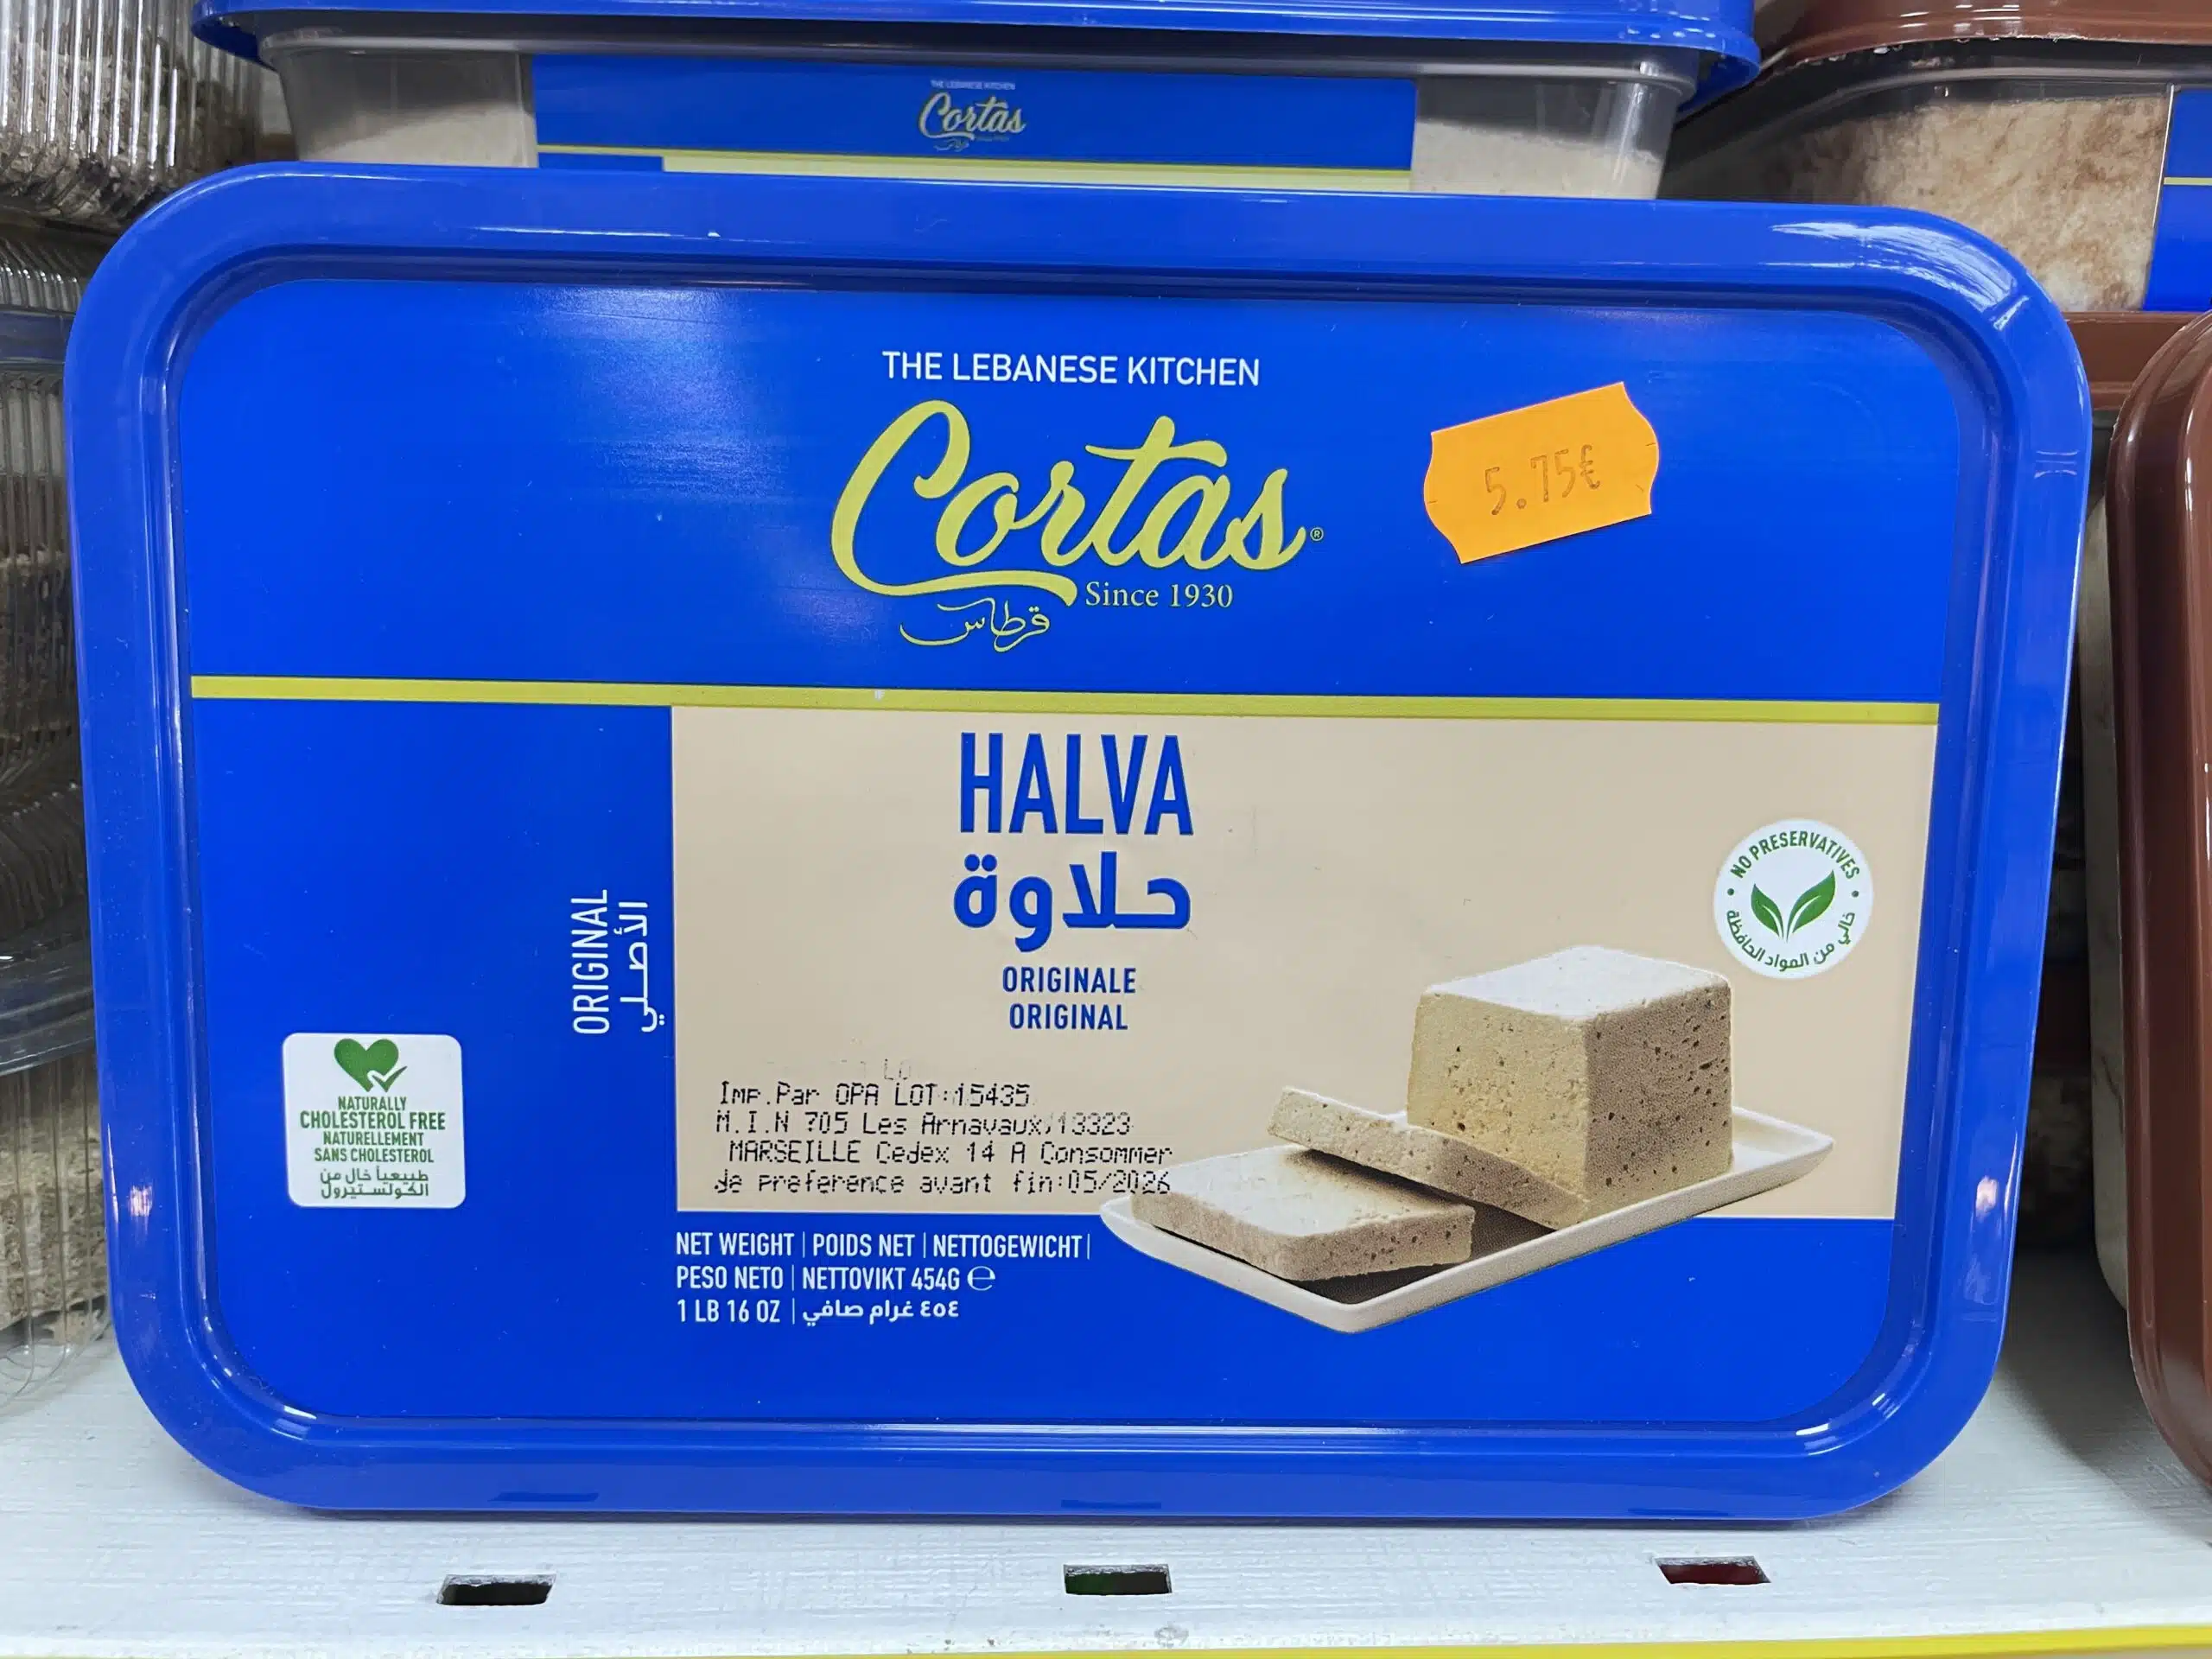 THE LEBANESE KITCHEN
Cortas
THE LEBANESE KITCHEN
Cortas®
Since 1930
قرطاس
5.75€
HALVA
حلاوة
ORIGINALE
ORIGINAL
ORIGINAL
الأصلي
NO PRESERVATIVES
خالي من المواد الحافظة
NATURALLY
CHOLESTEROL FREE
NATURELLEMENT
SANS CHOLESTEROL
طبيعياً خال من
الكولستيرول
Imp.Par OPA LOT:15435
M.I.N 705 Les Arnavaux,13323
MARSEILLE Cedex 14 A Consommer
de preference avant fin:05/2026
NET WEIGHT | POIDS NET | NETTOGEWICHT |
PESO NETO | NETTOVIKT 454G ℮
1 LB 16 OZ | ٤٥٤ غرام صافي